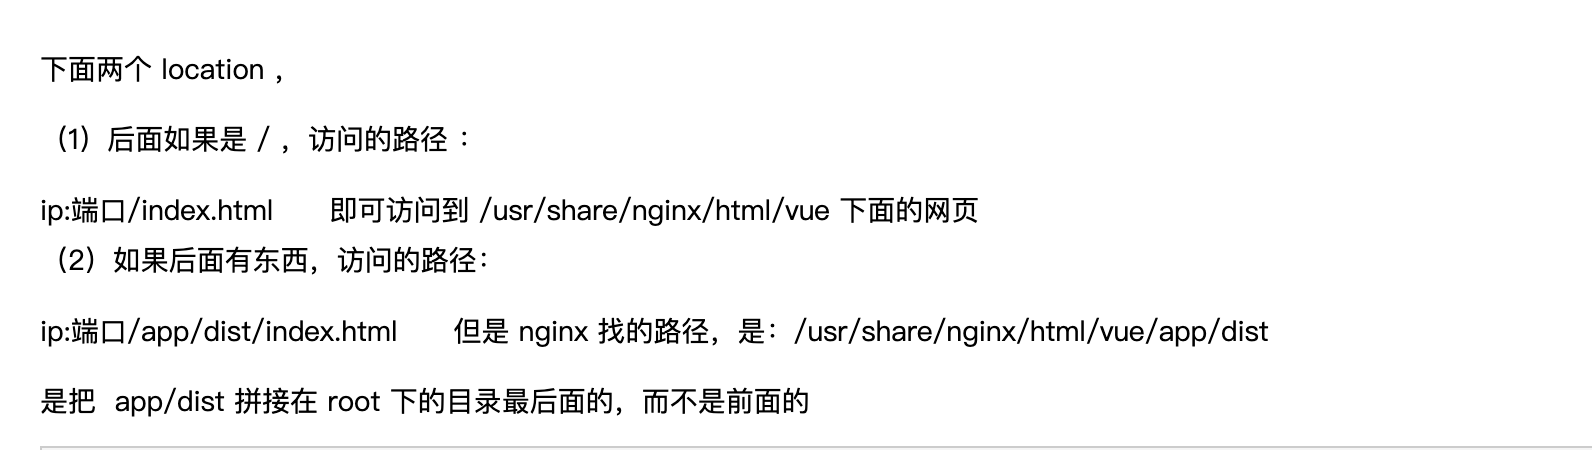 下面两个 location ，
（1）后面如果是 / ，访问的路径 ：
ip:端口/index.html 即可访问到 /usr/share/nginx/html/vue 下面的网页
（2）如果后面有东西，访问的路径：
ip:端口/app/dist/index.html 但是 nginx 找的路径，是：/usr/share/nginx/html/vue/app/dist
是把 app/dist 拼接在 root 下的目录最后面的，而不是前面的